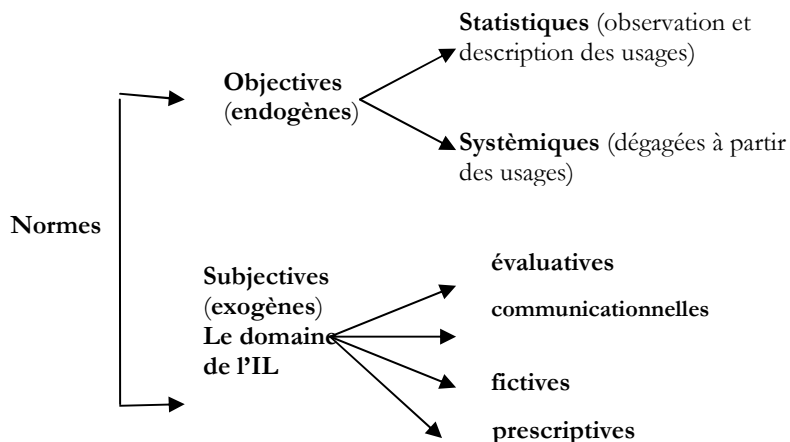 Statistiques (observation et
description des usages)
Objectives
(endogènes)
Systèmiques (dégagées à partir
des usages)
Normes
Subjectives
(exogènes)
Le domaine
de l'IL
évaluatives
communicationnelles
fictives
prescriptives